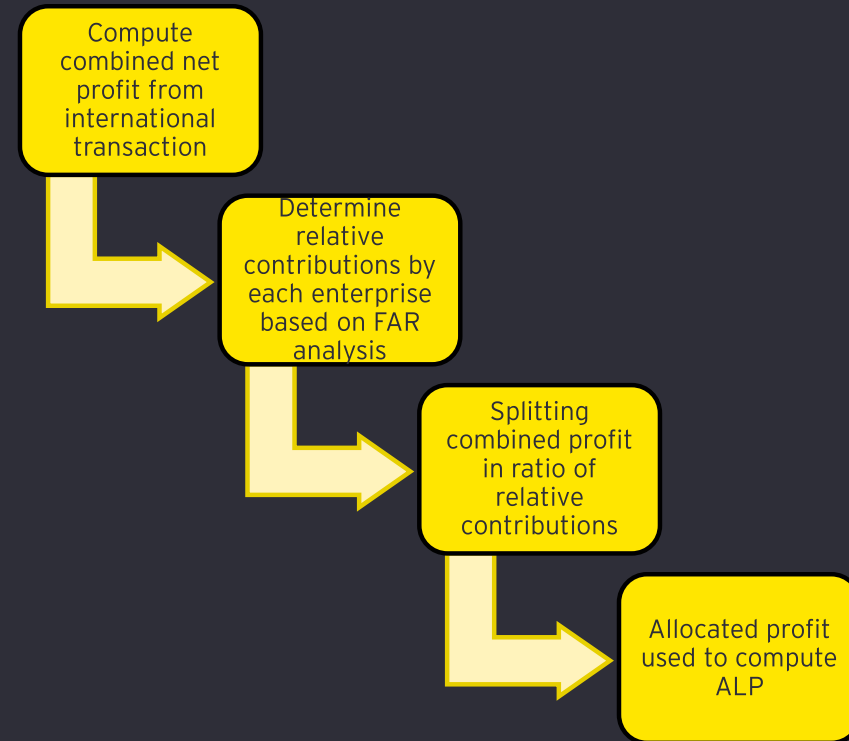 Compute
combined net
profit from
international
transaction
Determine
relative
contributions by
each enterprise
based on FAR
analysis
Splitting
combined profit
in ratio of
relative
contributions
Allocated profit
used to compute
ALP